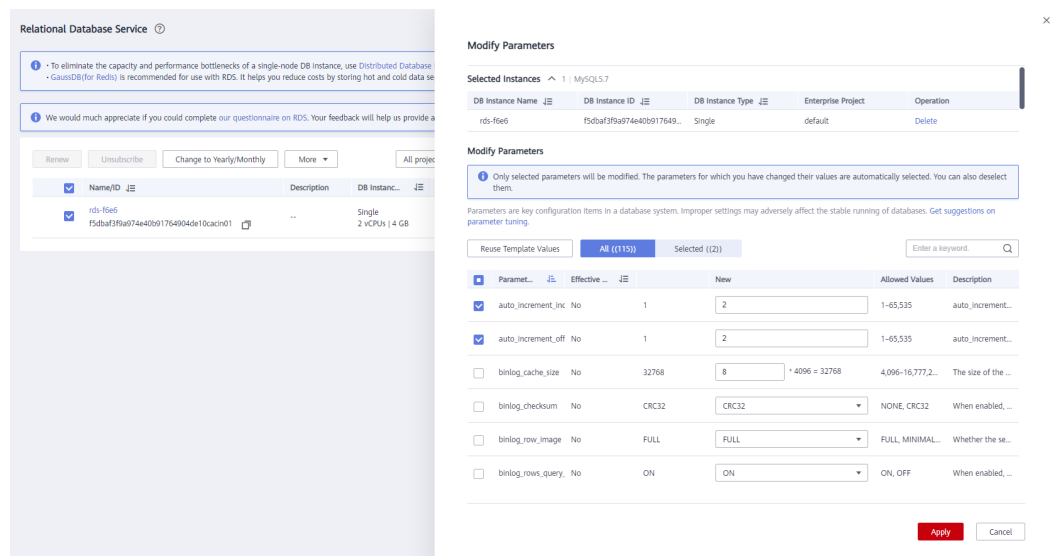 Relational Database Service
· To eliminate the capacity and performance bottlenecks of a single-node DB instance, use Distributed Database
· GaussDB(for Redis) is recommended for use with RDS. It helps you reduce costs by storing hot and cold data se
We would much appreciate if you could complete our questionnaire on RDS. Your feedback will help us provide a
Renew Unsubscribe Change to Yearly/Monthly More All projec
Name/ID Description DB Instanc...
rds-f6e6
f5dbaf3f9a974e40b91764904de10cacin01
--
Single
2 vCPUs | 4 GB
Modify Parameters
Selected Instances 1 | MySQL5.7
DB Instance Name DB Instance ID DB Instance Type Enterprise Project Operation
rds-f6e6 f5dbaf3f9a974e40b917649... Single default Delete
Modify Parameters
Only selected parameters will be modified. The parameters for which you have changed their values are automatically selected. You can also deselect
them.
Parameters are key configuration items in a database system. Improper settings may adversely affect the stable running of databases. Get suggestions on
parameter tuning.
Reuse Template Values All ((115)) Selected ((2)) Enter a keyword.
Paramet... Effective ... New Allowed Values Description
auto_increment_inc No 1 2 1–65,535 auto_increment...
auto_increment_off No 1 2 1–65,535 auto_increment...
binlog_cache_size No 32768 8 * 4096 = 32768 4,096–16,777,2... The size of the ...
binlog_checksum No CRC32 CRC32 NONE, CRC32 When enabled, ...
binlog_row_image No FULL FULL FULL, MINIMAL... Whether the se...
binlog_rows_query_ No ON ON ON, OFF When enabled, ...
Apply Cancel